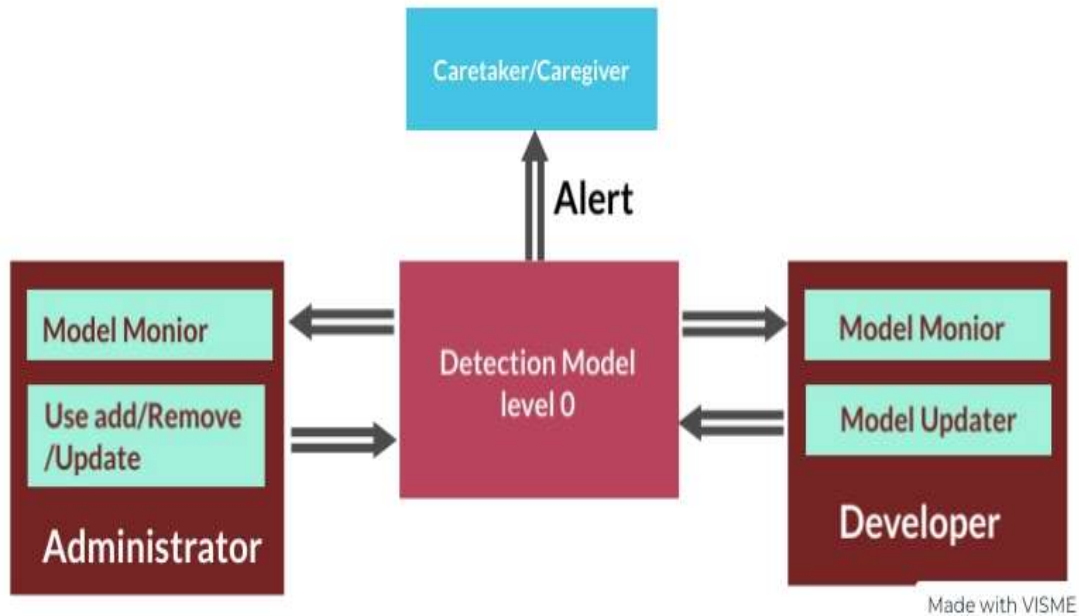 Caretaker/Caregiver
Alert
Model Monior
Use add/Remove
/Update
Administrator
Detection Model
level 0
Model Monior
Model Updater
Developer
Made with VISME